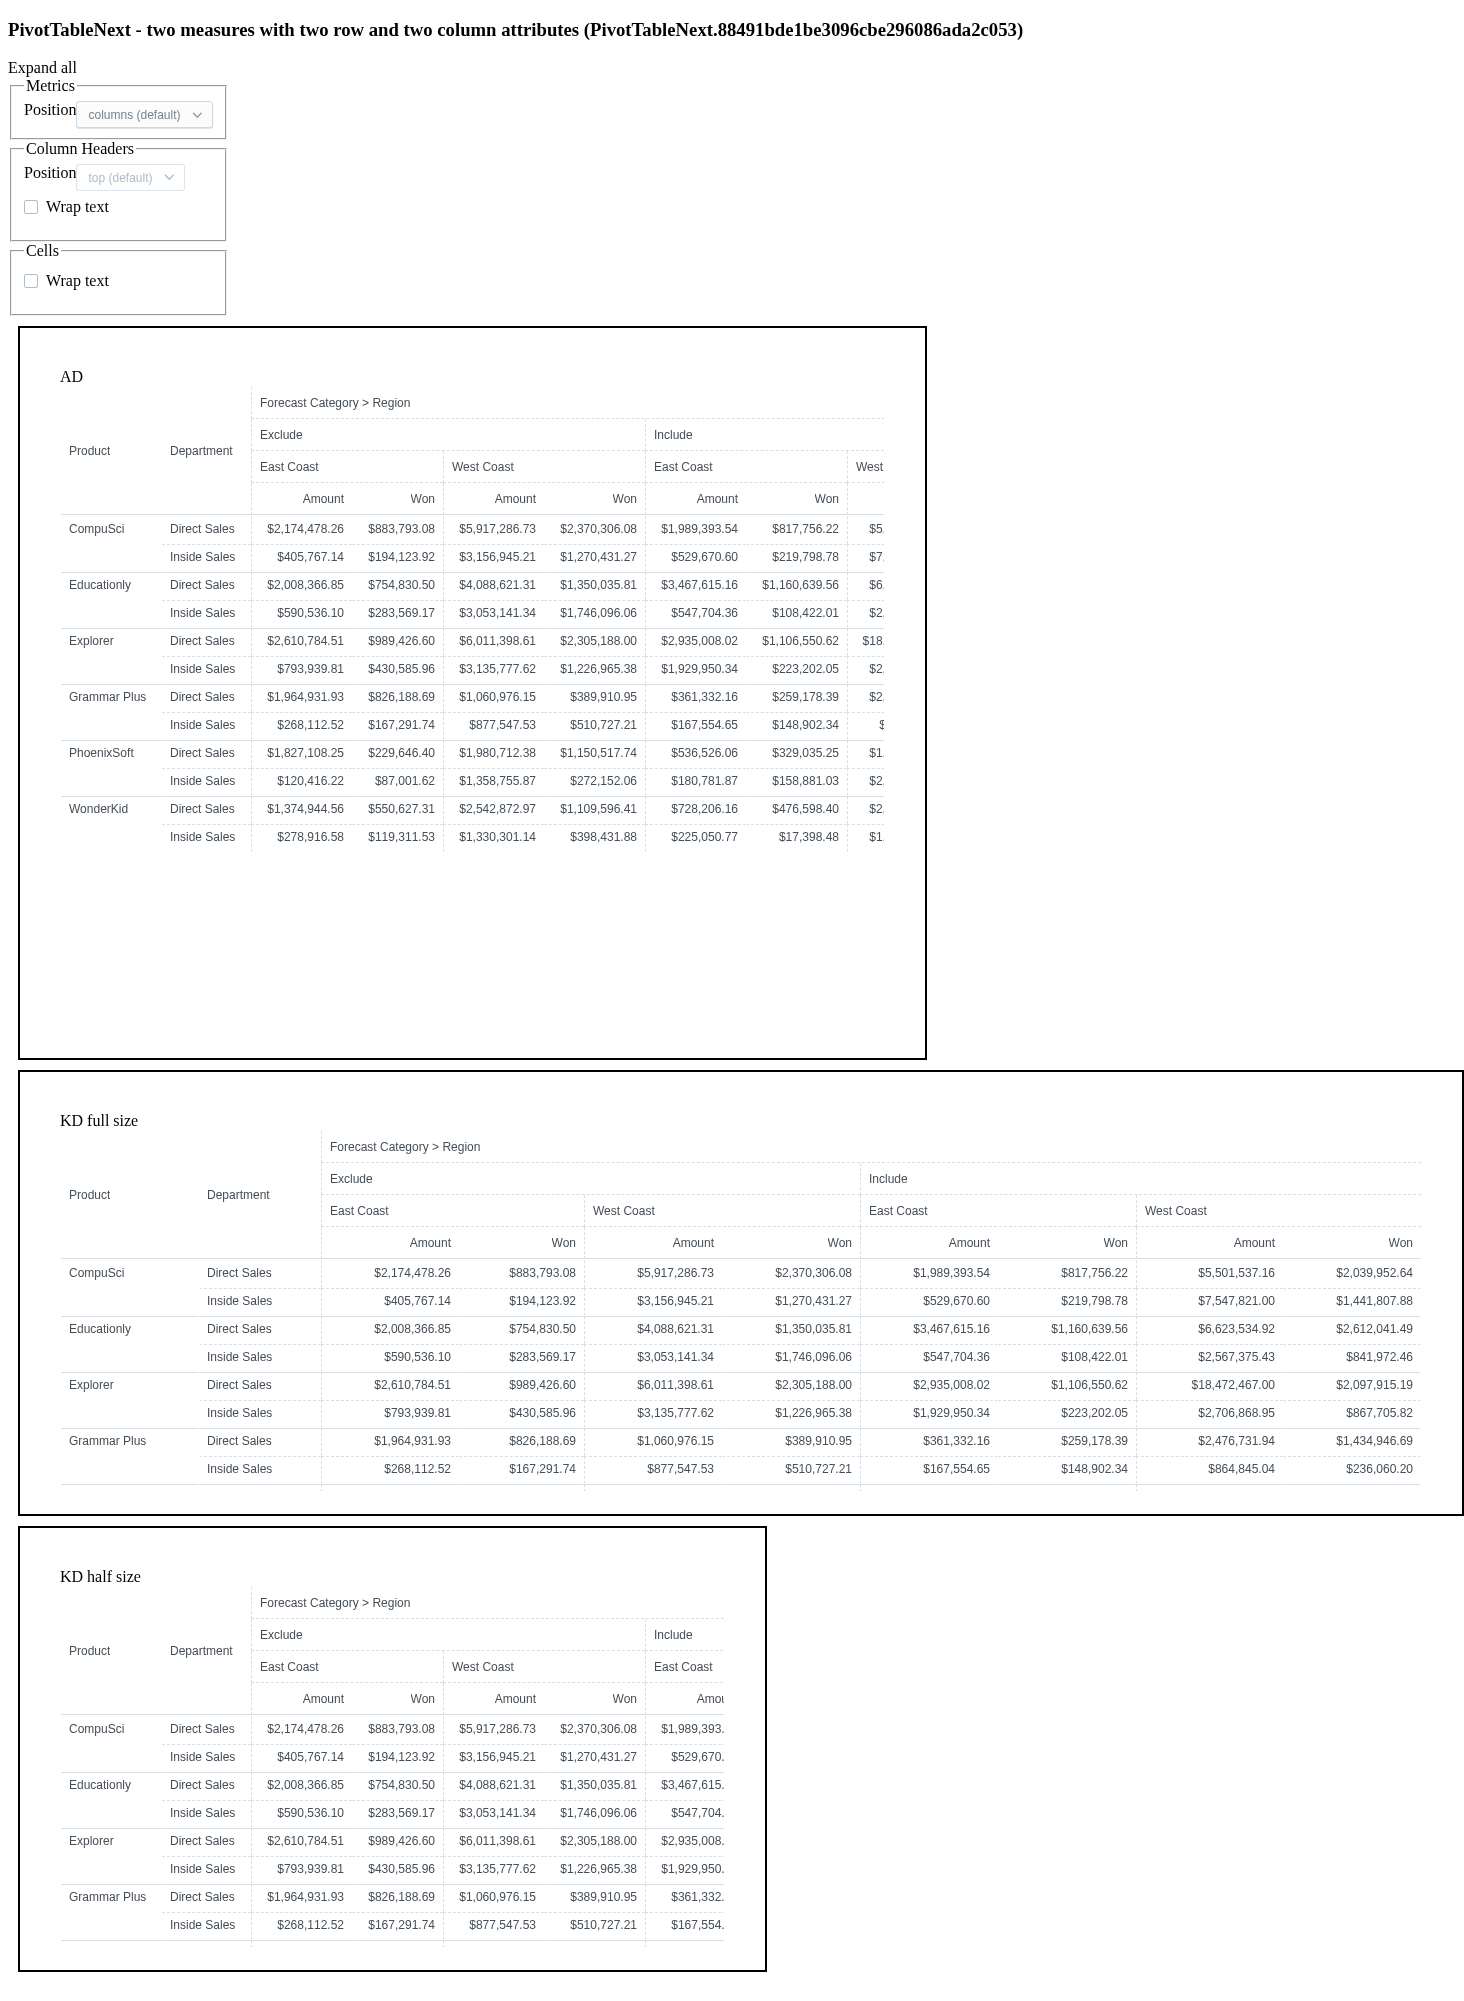 PivotTableNext - two measures with two row and two column attributes (PivotTableNext.88491bde1be3096cbe296086ada2c053)
Expand all
Metrics
Position columns (default)
Column Headers
Position top (default)
Wrap text
Cells
Wrap text
AD
Forecast Category > Region
Exclude Include
Product Department
East Coast West Coast East Coast West
Amount Won Amount Won Amount Won
CompuSci Direct Sales $2,174,478.26 $883,793.08 $5,917,286.73 $2,370,306.08 $1,989,393.54 $817,756.22 $5.
Inside Sales $405,767.14 $194,123.92 $3,156,945.21 $1,270,431.27 $529,670.60 $219,798.78 $7,
Educationly Direct Sales $2,008,366.85 $754,830.50 $4,088,621.31 $1,350,035.81 $3,467,615.16 $1,160,639.56 $6.
Inside Sales $590,536.10 $283,569.17 $3,053,141.34 $1,746,096.06 $547,704.36 $108,422.01 $2.
Explorer Direct Sales $2,610,784.51 $989,426.60 $6,011,398.61 $2,305,188.00 $2,935,008.02 $1,106,550.62 $18.
Inside Sales $793,939.81 $430,585.96 $3,135,777.62 $1,226,965.38 $1,929,950.34 $223,202.05 $2.
Grammar Plus Direct Sales $1,964,931.93 $826,188.69 $1,060,976.15 $389,910.95 $361,332.16 $259,178.39 $2.
Inside Sales $268,112.52 $167,291.74 $877,547.53 $510,727.21 $167,554.65 $148,902.34 $
PhoenixSoft Direct Sales $1,827,108.25 $229,646.40 $1,980,712.38 $1,150,517.74 $536,526.06 $329,035.25 $1.
Inside Sales $120,416.22 $87,001.62 $1,358,755.87 $272,152.06 $180,781.87 $158,881.03 $2.
WonderKid Direct Sales $1,374,944.56 $550,627.31 $2,542,872.97 $1,109,596.41 $728,206.16 $476,598.40 $2.
Inside Sales $278,916.58 $119,311.53 $1,330,301.14 $398,431.88 $225,050.77 $17,398.48 $1.
KD full size
Forecast Category > Region
Exclude Include
Product Department
East Coast West Coast East Coast West Coast
Amount Won Amount Won Amount Won Amount Won
CompuSci Direct Sales $2,174,478.26 $883,793.08 $5,917,286.73 $2,370,306.08 $1,989,393.54 $817,756.22 $5,501,537.16 $2,039,952.64
Inside Sales $405,767.14 $194,123.92 $3,156,945.21 $1,270,431.27 $529,670.60 $219,798.78 $7,547,821.00 $1,441,807.88
Educationly Direct Sales $2,008,366.85 $754,830.50 $4,088,621.31 $1,350,035.81 $3,467,615.16 $1,160,639.56 $6,623,534.92 $2,612,041.49
Inside Sales $590,536.10 $283,569.17 $3,053,141.34 $1,746,096.06 $547,704.36 $108,422.01 $2,567,375.43 $841,972.46
Explorer Direct Sales $2,610,784.51 $989,426.60 $6,011,398.61 $2,305,188.00 $2,935,008.02 $1,106,550.62 $18,472,467.00 $2,097,915.19
Inside Sales $793,939.81 $430,585.96 $3,135,777.62 $1,226,965.38 $1,929,950.34 $223,202.05 $2,706,868.95 $867,705.82
Grammar Plus Direct Sales $1,964,931.93 $826,188.69 $1,060,976.15 $389,910.95 $361,332.16 $259,178.39 $2,476,731.94 $1,434,946.69
Inside Sales $268,112.52 $167,291.74 $877,547.53 $510,727.21 $167,554.65 $148,902.34 $864,845.04 $236,060.20
KD half size
Forecast Category > Region
Exclude Include
Product Department
East Coast West Coast East Coast
Amount Won Amount Won Amou
CompuSci Direct Sales $2,174,478.26 $883,793.08 $5,917,286.73 $2,370,306.08 $1,989,393.
Inside Sales $405,767.14 $194,123.92 $3,156,945.21 $1,270,431.27 $529,670.
Educationly Direct Sales $2,008,366.85 $754,830.50 $4,088,621.31 $1,350,035.81 $3,467,615.
Inside Sales $590,536.10 $283,569.17 $3,053,141.34 $1,746,096.06 $547,704.
Explorer Direct Sales $2,610,784.51 $989,426.60 $6,011,398.61 $2,305,188.00 $2,935,008.
Inside Sales $793,939.81 $430,585.96 $3,135,777.62 $1,226,965.38 $1,929,950.
Grammar Plus Direct Sales $1,964,931.93 $826,188.69 $1,060,976.15 $389,910.95 $361,332.
Inside Sales $268,112.52 $167,291.74 $877,547.53 $510,727.21 $167,554.